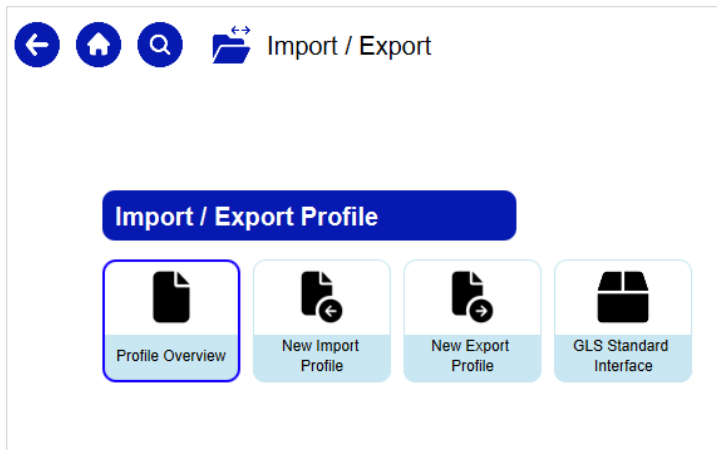 Import / Export
Import / Export Profile
Profile Overview
New Import
Profile
New Export
Profile
GLS Standard
Interface